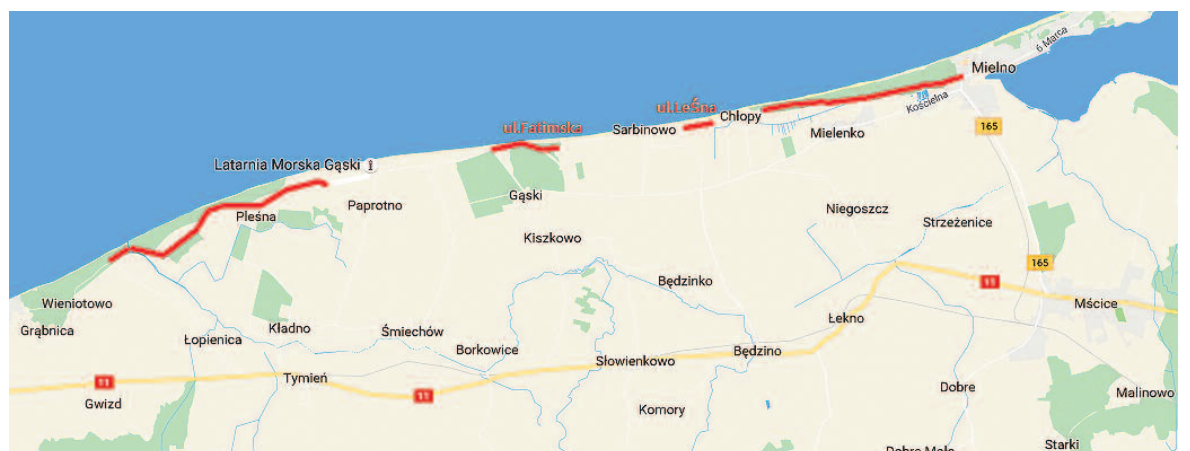 6 Marca
Mielno
ul.Leśna
Kościelna
Chłopy
ul.Fatimska
Sarbinowo
165
Mielenko
Latarnia Morska Gąski
Gąski
Paprotno
Pleśna
Niegoszcz
Strzeżenice
Kiszkowo
165
Będzinko
11
Wieniotowo
Mścice
Łekno
Grąbnica
Kładno
Śmiechów
Łopienica
Borkowice
Będzino
Słowienkowo
Tymień
11
Dobre
Malinowo
11
Gwizd
Komory
Starki
Dobre Małe